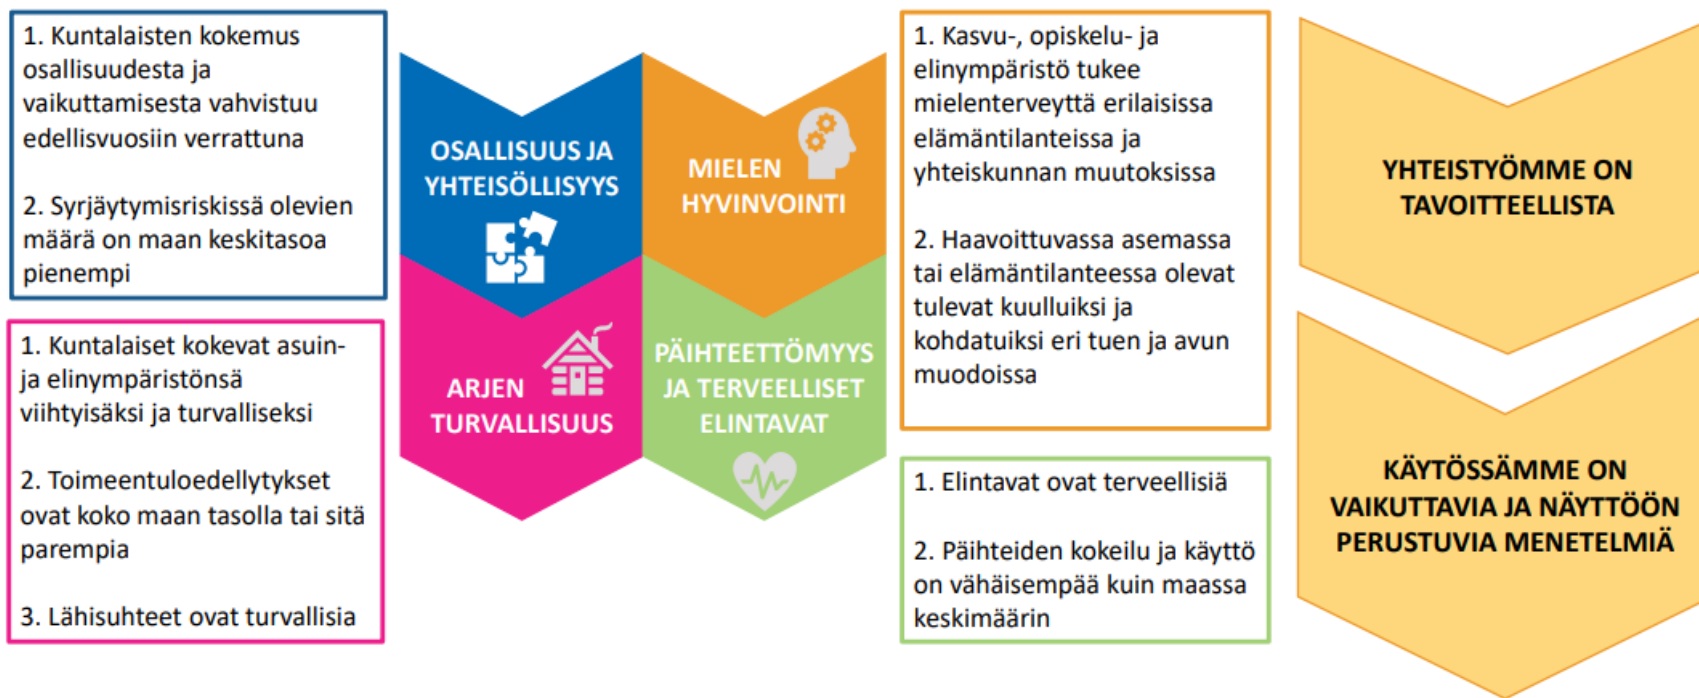 1. Kuntalaisten kokemus
osallisuudesta ja
vaikuttamisesta vahvistuu
edellisvuosiin verrattuna
2. Syrjäytymisriskissä olevien
määrä on maan keskitasoa
pienempi
OSALLISUUS JA
YHTEISÖLLISYYS
MIELEN
HYVINVOINTI
1. Kasvu-, opiskelu- ja
elinympäristö tukee
mielenterveyttä erilaisissa
elämäntilanteissa ja
yhteiskunnan muutoksissa
2. Haavoittuvassa asemassa
tai elämäntilanteessa olevat
tulevat kuulluiksi ja
kohdatuiksi eri tuen ja avun
muodoissa
YHTEISTYÖMME ON
TAVOITTEELLISTA
1. Kuntalaiset kokevat asuin-
ja elinympäristönsä
viihtyisäksi ja turvalliseksi
2. Toimeentuloedellytykset
ovat koko maan tasolla tai sitä
parempia
3. Lähisuhteet ovat turvallisia
ARJEN
TURVALLISUUS
PÄIHTEETTÖMYYS
JA TERVEELLISET
ELINTAVAT
1. Elintavat ovat terveellisiä
2. Päihteiden kokeilu ja käyttö
on vähäisempää kuin maassa
keskimäärin
KÄYTÖSSÄMME ON
VAIKUTTAVIA JA NÄYTTÖÖN
PERUSTUVIA MENETELMIÄ